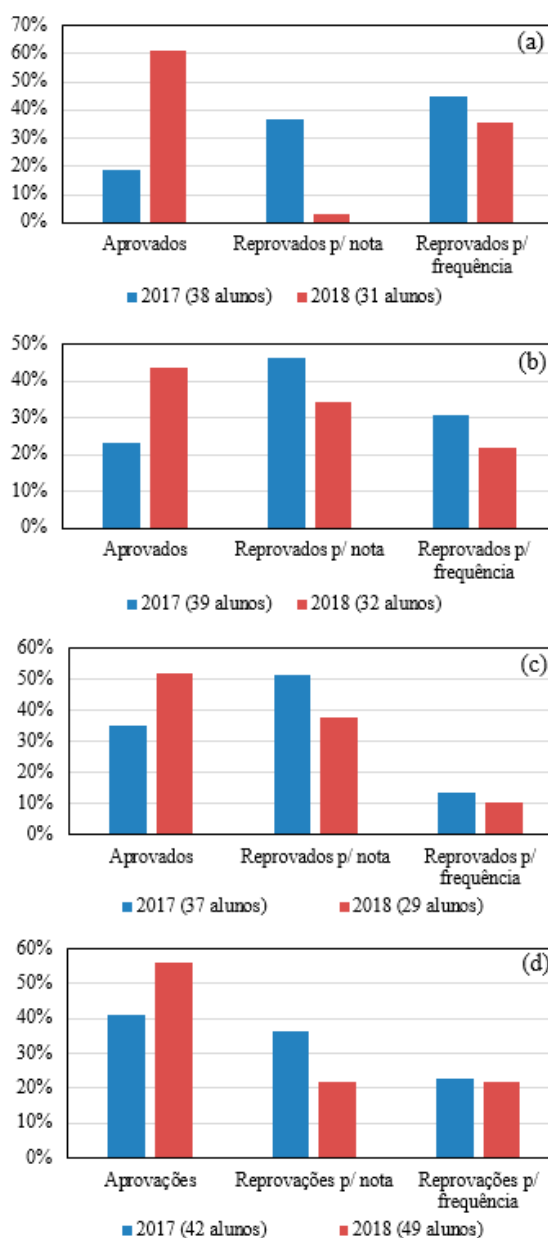 70%
(a)
60%
50%
40%
30%
20%
10%
0%
Aprovados
Reprovados p/ nota
Reprovados p/
frequência
2017 (38 alunos)
2018 (31 alunos)
50%
(b)
40%
30%
20%
10%
0%
Aprovados
Reprovados p/ nota
Reprovados p/
frequência
2017 (39 alunos)
2018 (32 alunos)
60%
(c)
50%
40%
30%
20%
10%
0%
Aprovados
Reprovados p/ nota
Reprovados p/
frequência
2017 (37 alunos)
2018 (29 alunos)
60%
(d)
50%
40%
30%
20%
10%
0%
Aprovações
Reprovações p/ nota
Reprovações p/
frequência
2017 (42 alunos)
2018 (49 alunos)